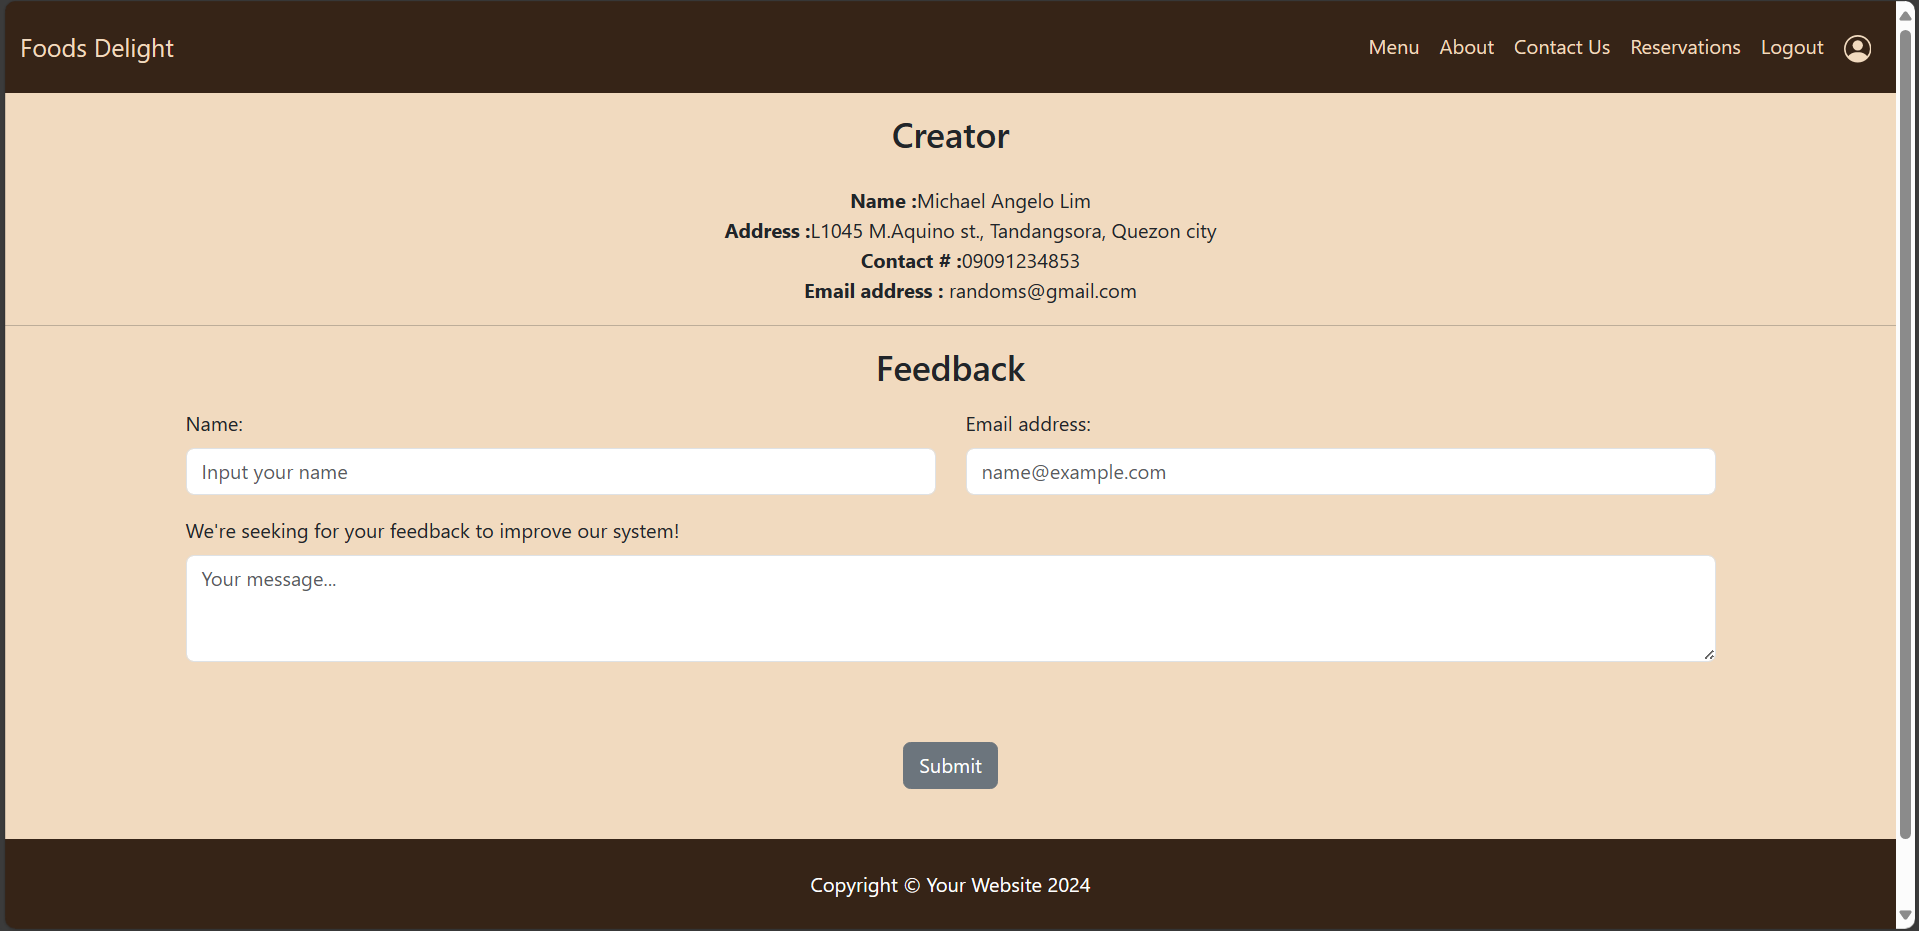 Foods Delight
Menu About Contact Us Reservations Logout
Creator
Name :Michael Angelo Lim
Address :L1045 M.Aquino st., Tandangsora, Quezon city
Contact # :09091234853
Email address : randoms@gmail.com
Feedback
Name: Email address:
Input your name name@example.com
We're seeking for your feedback to improve our system!
Your message...
Submit
Copyright © Your Website 2024